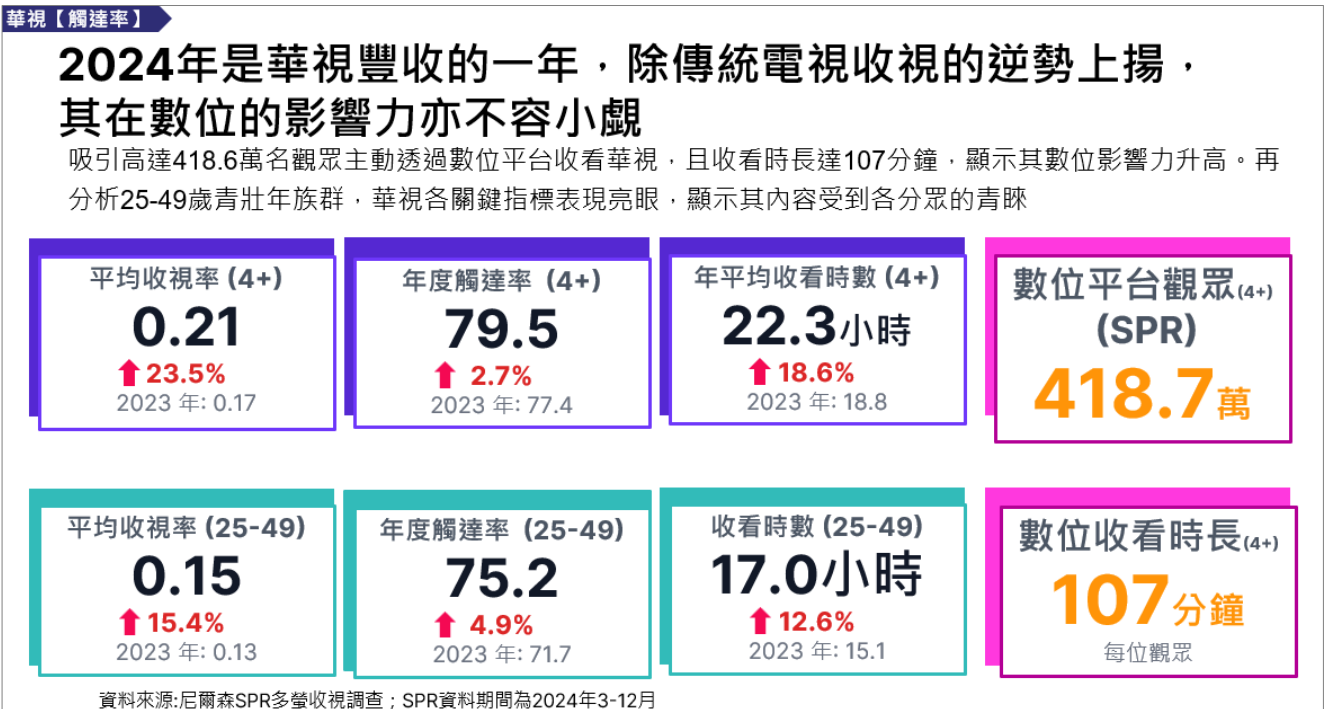 華視【觸達率】
2024年是華視豐收的一年，除傳統電視收視的逆勢上揚，
其在數位的影響力亦不容小覷
吸引高達418.6萬名觀眾主動透過數位平台收看華視，且收看時長達107分鐘，顯示其數位影響力升高。再
分析25-49歲青壯年族群，華視各關鍵指標表現亮眼，顯示其內容受到各分眾的青睞
平均收視率 (4+)
0.21
23.5%
2023 年: 0.17
年度觸達率 (4+)
79.5
2.7%
2023 年: 77.4
年平均收看時數 (4+)
22.3小時
18.6%
2023 年: 18.8
數位平台觀眾(4+)
(SPR)
418.7萬
平均收視率 (25-49)
0.15
15.4%
2023 年: 0.13
年度觸達率 (25-49)
75.2
4.9%
2023 年: 71.7
收看時數 (25-49)
17.0小時
12.6%
2023 年: 15.1
數位收看時長(4+)
107分鐘
每位觀眾
資料來源:尼爾森SPR多螢收視調查；SPR資料期間為2024年3-12月